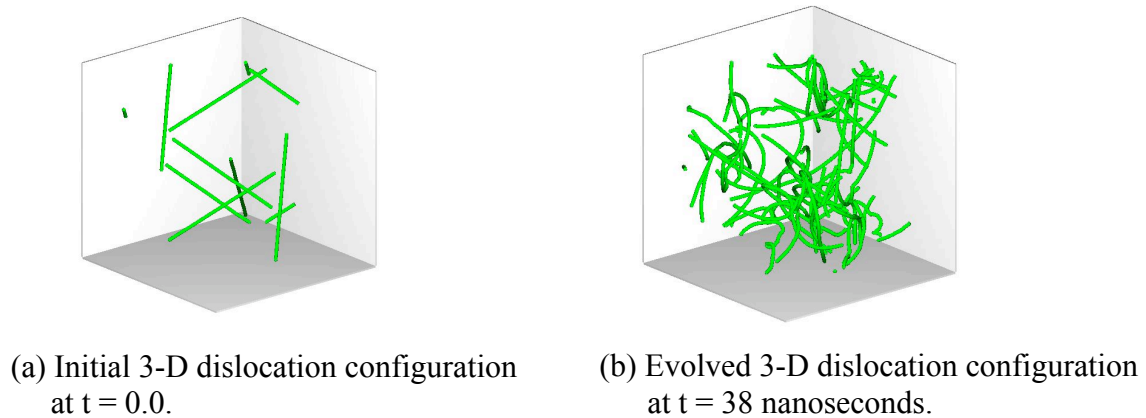 (a) Initial 3-D dislocation configuration
at t = 0.0.
(b) Evolved 3-D dislocation configuration
at t = 38 nanoseconds.